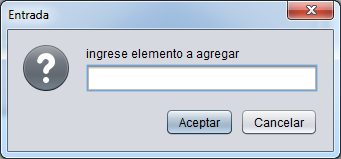 Entrada
ingrese elemento a agregar
Aceptar
Cancelar